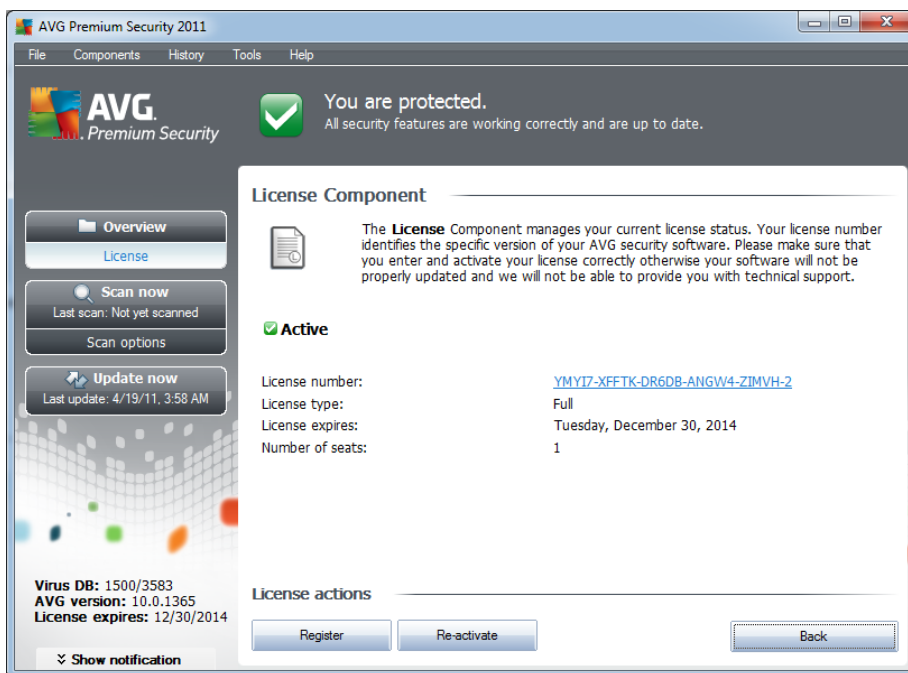 AVG Premium Security 2011
File Components History Tools Help
AVG.
Premium Security
You are protected.
All security features are working correctly and are up to date.
Overview
License
Scan now
Last scan: Not yet scanned
Scan options
Update now
Last update: 4/19/11, 3:58 AM
Virus DB: 1500/3583
AVG version: 10.0.1365
License expires: 12/30/2014
Show notification
License Component
The License Component manages your current license status. Your license number
identifies the specific version of your AVG security software. Please make sure that
you enter and activate your license correctly otherwise your software will not be
properly updated and we will not be able to provide you with technical support.
Active
License number: YMYI7-XFFTK-DR6DB-ANGW4-ZIMVH-2
License type: Full
License expires: Tuesday, December 30, 2014
Number of seats: 1
License actions
Register Re-activate Back